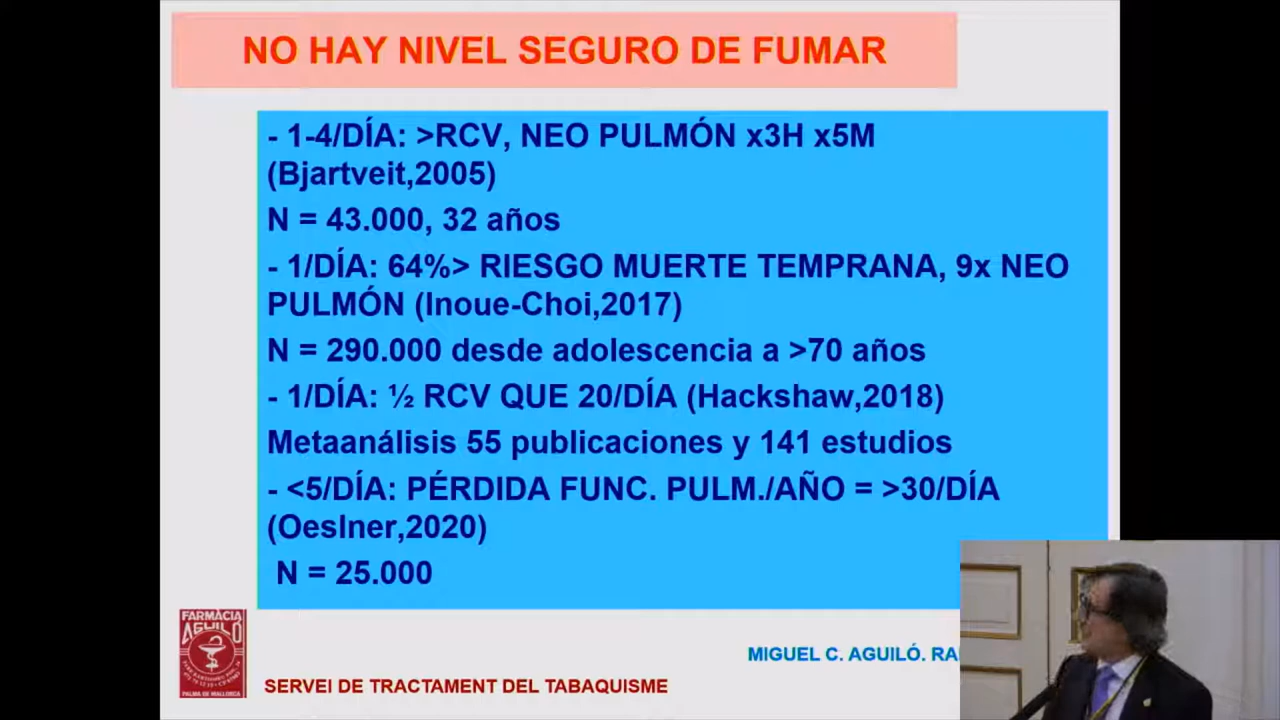 NO HAY NIVEL SEGURO DE FUMAR
- 1-4/DÍA: >RCV, NEO PULMÓN x3H x5M
(Bjartveit,2005)
N = 43.000, 32 años
- 1/DÍA: 64%> RIESGO MUERTE TEMPRANA, 9x NEO
PULMÓN (Inoue-Choi,2017)
N = 290.000 desde adolescencia a >70 años
- 1/DÍA: ½ RCV QUE 20/DÍA (Hackshaw,2018)
Metaanálisis 55 publicaciones y 141 estudios
- <5/DÍA: PÉRDIDA FUNC. PULM./AÑO = >30/DÍA
(Oeslner,2020)
N = 25.000
FARMÀCIA
AGUILÓ
PALMA DE MALLORCA
MIGUEL C. AGUILÓ. RA
SERVEI DE TRACTAMENT DEL TABAQUISME